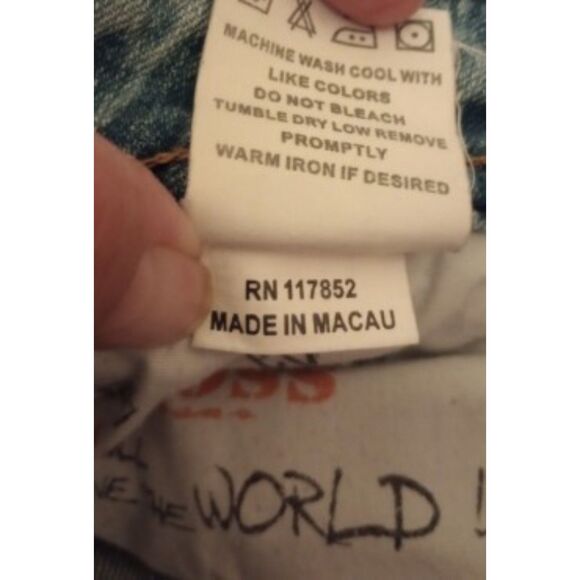 MACHINE WASH COOL WITH
LIKE COLORS
DO NOT BLEACH
TUMBLE DRY LOW REMOVE
PROMPTLY
WARM IRON IF DESIRED
RN 117852
MADE IN MACAU
THE WORLD